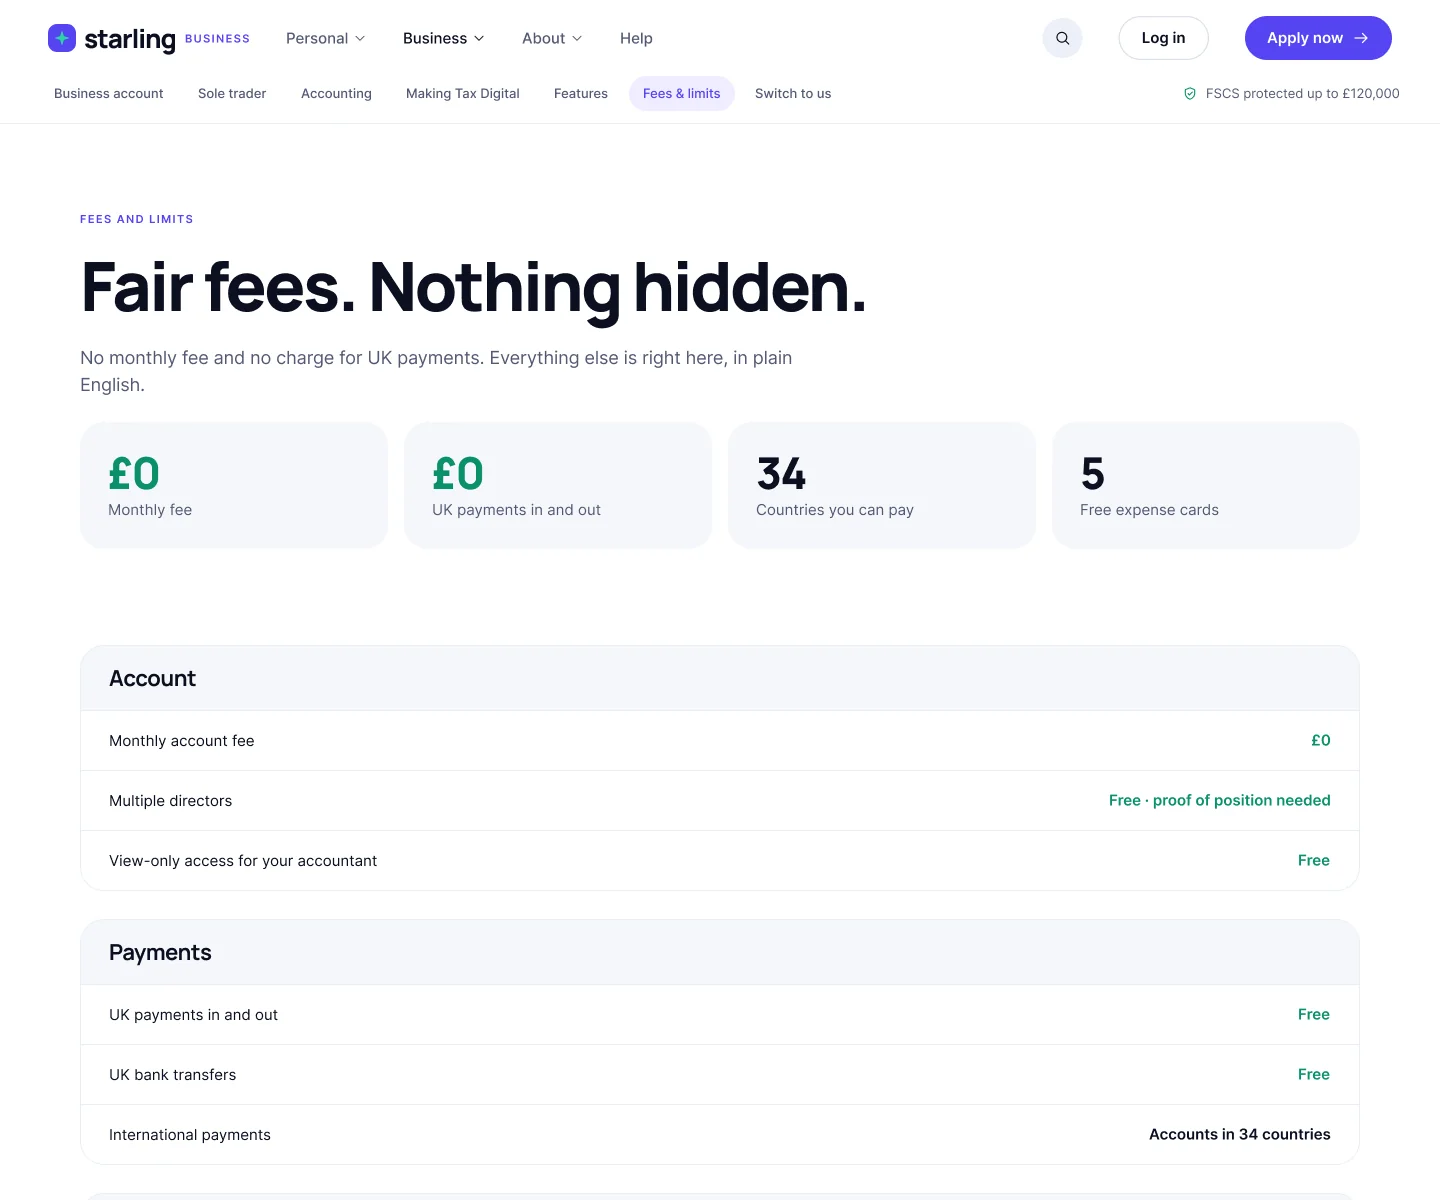 starling BUSINESS Personal Business About Help Log in Apply now
Business account Sole trader Accounting Making Tax Digital Features Fees & limits Switch to us FSCS protected up to £120,000
FEES AND LIMITS
Fair fees. Nothing hidden.
No monthly fee and no charge for UK payments. Everything else is right here, in plain
English.
£0
Monthly fee
£0
UK payments in and out
34
Countries you can pay
5
Free expense cards
Account
Monthly account fee £0
Multiple directors Free · proof of position needed
View-only access for your accountant Free
Payments
UK payments in and out Free
UK bank transfers Free
International payments Accounts in 34 countries